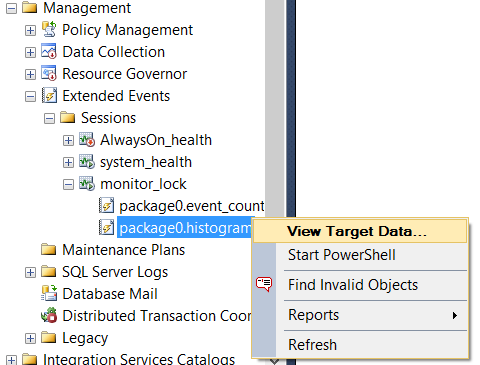 Management
Policy Management
Data Collection
Resource Governor
Extended Events
Sessions
AlwaysOn_health
system_health
monitor_lock
package0.event_count
package0.histogram
View Target Data...
Start PowerShell
Find Invalid Objects
Reports
Refresh
Maintenance Plans
SQL Server Logs
Database Mail
Distributed Transaction Coor
Legacy
Integration Services Catalogs